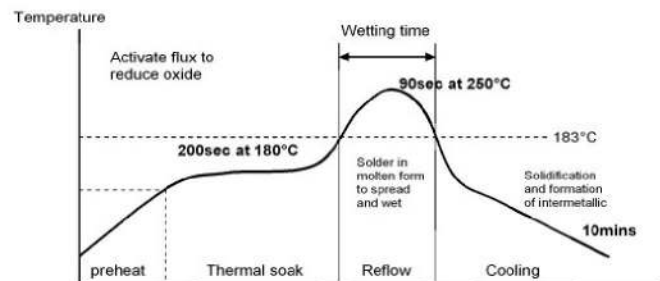 Temperature
Wetting time
Activate flux to
reduce oxide
90sec at 250°C
183°C
200sec at 180°C
Solder in
molten form
to spread
and wet
Solidification
and formation
of intermetallic
10mins
preheat
Thermal soak
Reflow
Cooling